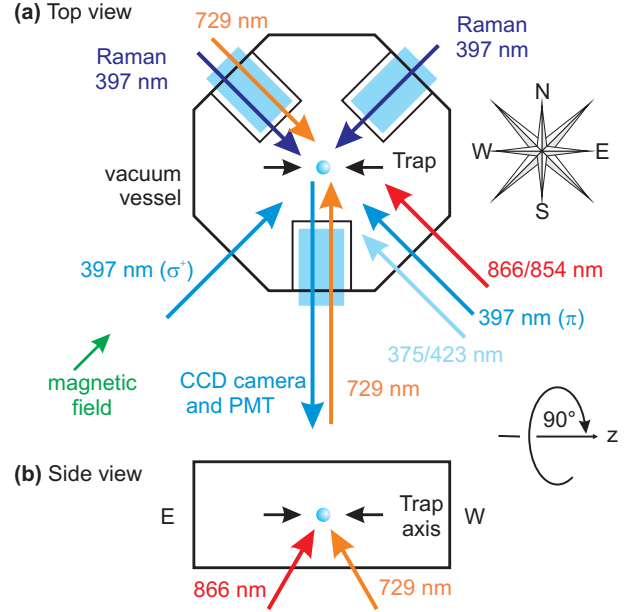 (a) Top view
729 nm
Raman
397 nm
Raman
397 nm
N
W
E
S
Trap
vacuum
vessel
866/854 nm
397 nm (σ⁺)
397 nm (π)
375/423 nm
magnetic
field
CCD camera
and PMT
729 nm
90°
z
(b) Side view
E
Trap
axis
W
866 nm
729 nm